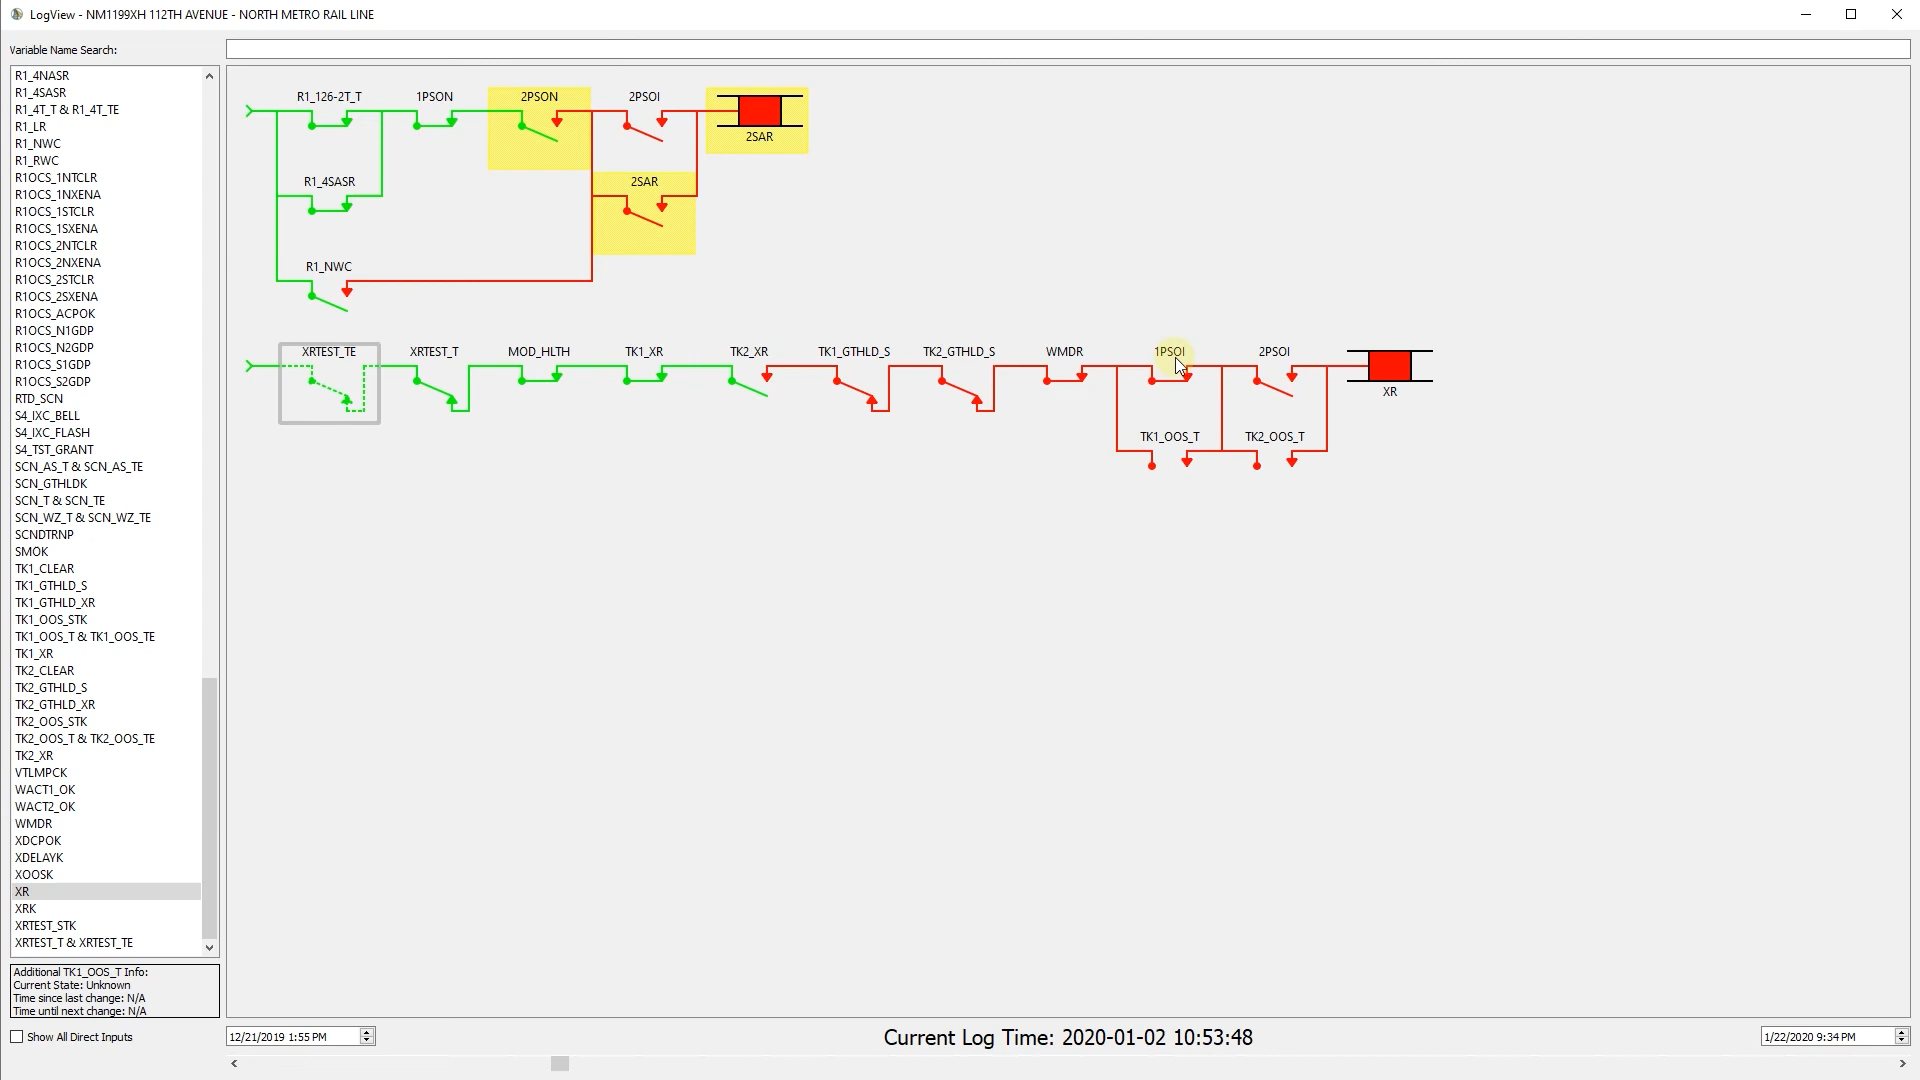 LogView - NM1199XH 112TH AVENUE - NORTH METRO RAIL LINE
Variable Name Search:
R1_4NASR
R1_4SASR
R1_4T_T & R1_4T_TE
R1_LR
R1_NWC
R1_RWC
R1OCS_1NTCLR
R1OCS_1NXENA
R1OCS_1STCLR
R1OCS_1SXENA
R1OCS_2NTCLR
R1OCS_2NXENA
R1OCS_2STCLR
R1OCS_2SXENA
R1OCS_ACPOK
R1OCS_N1GDP
R1OCS_N2GDP
R1OCS_S1GDP
R1OCS_S2GDP
RTD_SCN
S4_IXC_BELL
S4_IXC_FLASH
S4_TST_GRANT
SCN_AS_T & SCN_AS_TE
SCN_GTHLDK
SCN_T & SCN_TE
SCN_WZ_T & SCN_WZ_TE
SCNDTRNP
SMOK
TK1_CLEAR
TK1_GTHLD_S
TK1_GTHLD_XR
TK1_OOS_STK
TK1_OOS_T & TK1_OOS_TE
TK1_XR
TK2_CLEAR
TK2_GTHLD_S
TK2_GTHLD_XR
TK2_OOS_STK
TK2_OOS_T & TK2_OOS_TE
TK2_XR
VTLMPCK
WACT1_OK
WACT2_OK
WMDR
XDCPOK
XDELAYK
XOOSK
XR
XRK
XRTEST_STK
XRTEST_T & XRTEST_TE
Additional TK1_OOS_T Info:
Current State: Unknown
Time since last change: N/A
Time until next change: N/A
Show All Direct Inputs
R1_126-2T_T 1PSON 2PSON 2PSOI 2SAR
R1_4SASR 2SAR
R1_NWC
XRTEST_TE XRTEST_T MOD_HLTH TK1_XR TK2_XR TK1_GTHLD_S TK2_GTHLD_S WMDR 1PSOI 2PSOI XR
TK1_OOS_T TK2_OOS_T
12/21/2019 1:55 PM Current Log Time: 2020-01-02 10:53:48 1/22/2020 9:34 PM